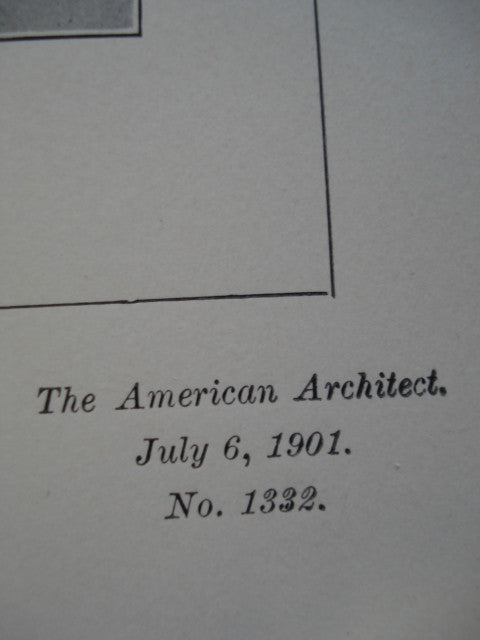 The American Architect.
July 6, 1901.
No. 1332.